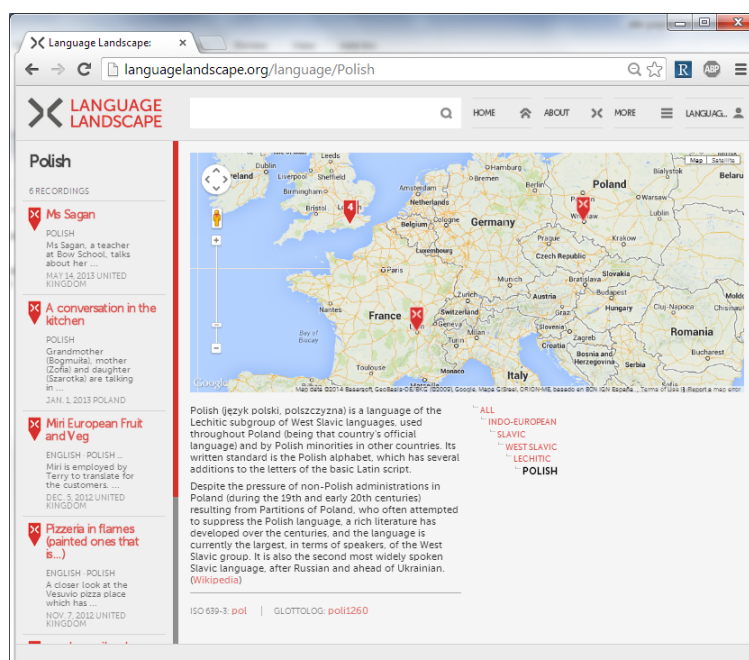 Language Landscape:
languagelandscape.org/language/Polish
LANGUAGE
LANDSCAPE
HOME
ABOUT
MORE
LANGUAG...
Polish
6 RECORDINGS
Ms Sagan
POLISH
Ms Sagan, a teacher
at Bow School, talks
about her ...
MAY 14, 2013 UNITED
KINGDOM
A conversation in the
kitchen
POLISH
Grandmother
(Bogmuiła), mother
(Zofia) and daughter
(Szarotka) are talking
in ...
JAN. 1, 2013 POLAND
Miri European Fruit
and Veg
ENGLISH · POLISH ...
Miri is employed by
Terry to translate for
the customers. ...
DEC. 5, 2012 UNITED
KINGDOM
Pizzeria in flames
(painted ones that
is...)
ENGLISH · POLISH
A closer look at the
Vesuvio pizza place
which has ...
NOV. 7, 2012 UNITED
KINGDOM
Map
Satellite
Dublin
Leeds
Ireland
Liverpool
Sheffield
Birmingham
Bristol
4
Amsterdam
Netherlands
Belgium
Cologne
Hamburg
Bremen
Berlin
Germany
Poland
Warsaw
Bialystok
Belaru
Lublin
Luxembourg
Paris
Prague
Krakow
Czech Republic
Nantes
France
Bay of
Biscay
Toulouse
Zurich
Switzerland
Geneva
Milan
Turin
Monaco
Marseille
Munich
Austria
Graz
Slovenia
Zagreb
Croatia
Bratislava
Slovakia
Budapest
Hungary
Cluj-Napoca
Moldo
Chisinau
Romania
Bucharest
Bosnia and
Herzegovina
Serbia
Italy
Google
Polish (język polski, polszczyzna) is a language of the
Lechitic subgroup of West Slavic languages, used
throughout Poland (being that country's official
language) and by Polish minorities in other countries. Its
written standard is the Polish alphabet, which has several
additions to the letters of the basic Latin script.
Despite the pressure of non-Polish administrations in
Poland (during the 19th and early 20th centuries)
resulting from Partitions of Poland, who often attempted
to suppress the Polish language, a rich literature has
developed over the centuries, and the language is
currently the largest, in terms of speakers, of the West
Slavic group. It is also the second most widely spoken
Slavic language, after Russian and ahead of Ukrainian.
(Wikipedia)
ISO 639-3: pol | GLOTTOLOG: poli1260
ALL
INDO-EUROPEAN
SLAVIC
WEST SLAVIC
LECHITIC
POLISH
R
ABP